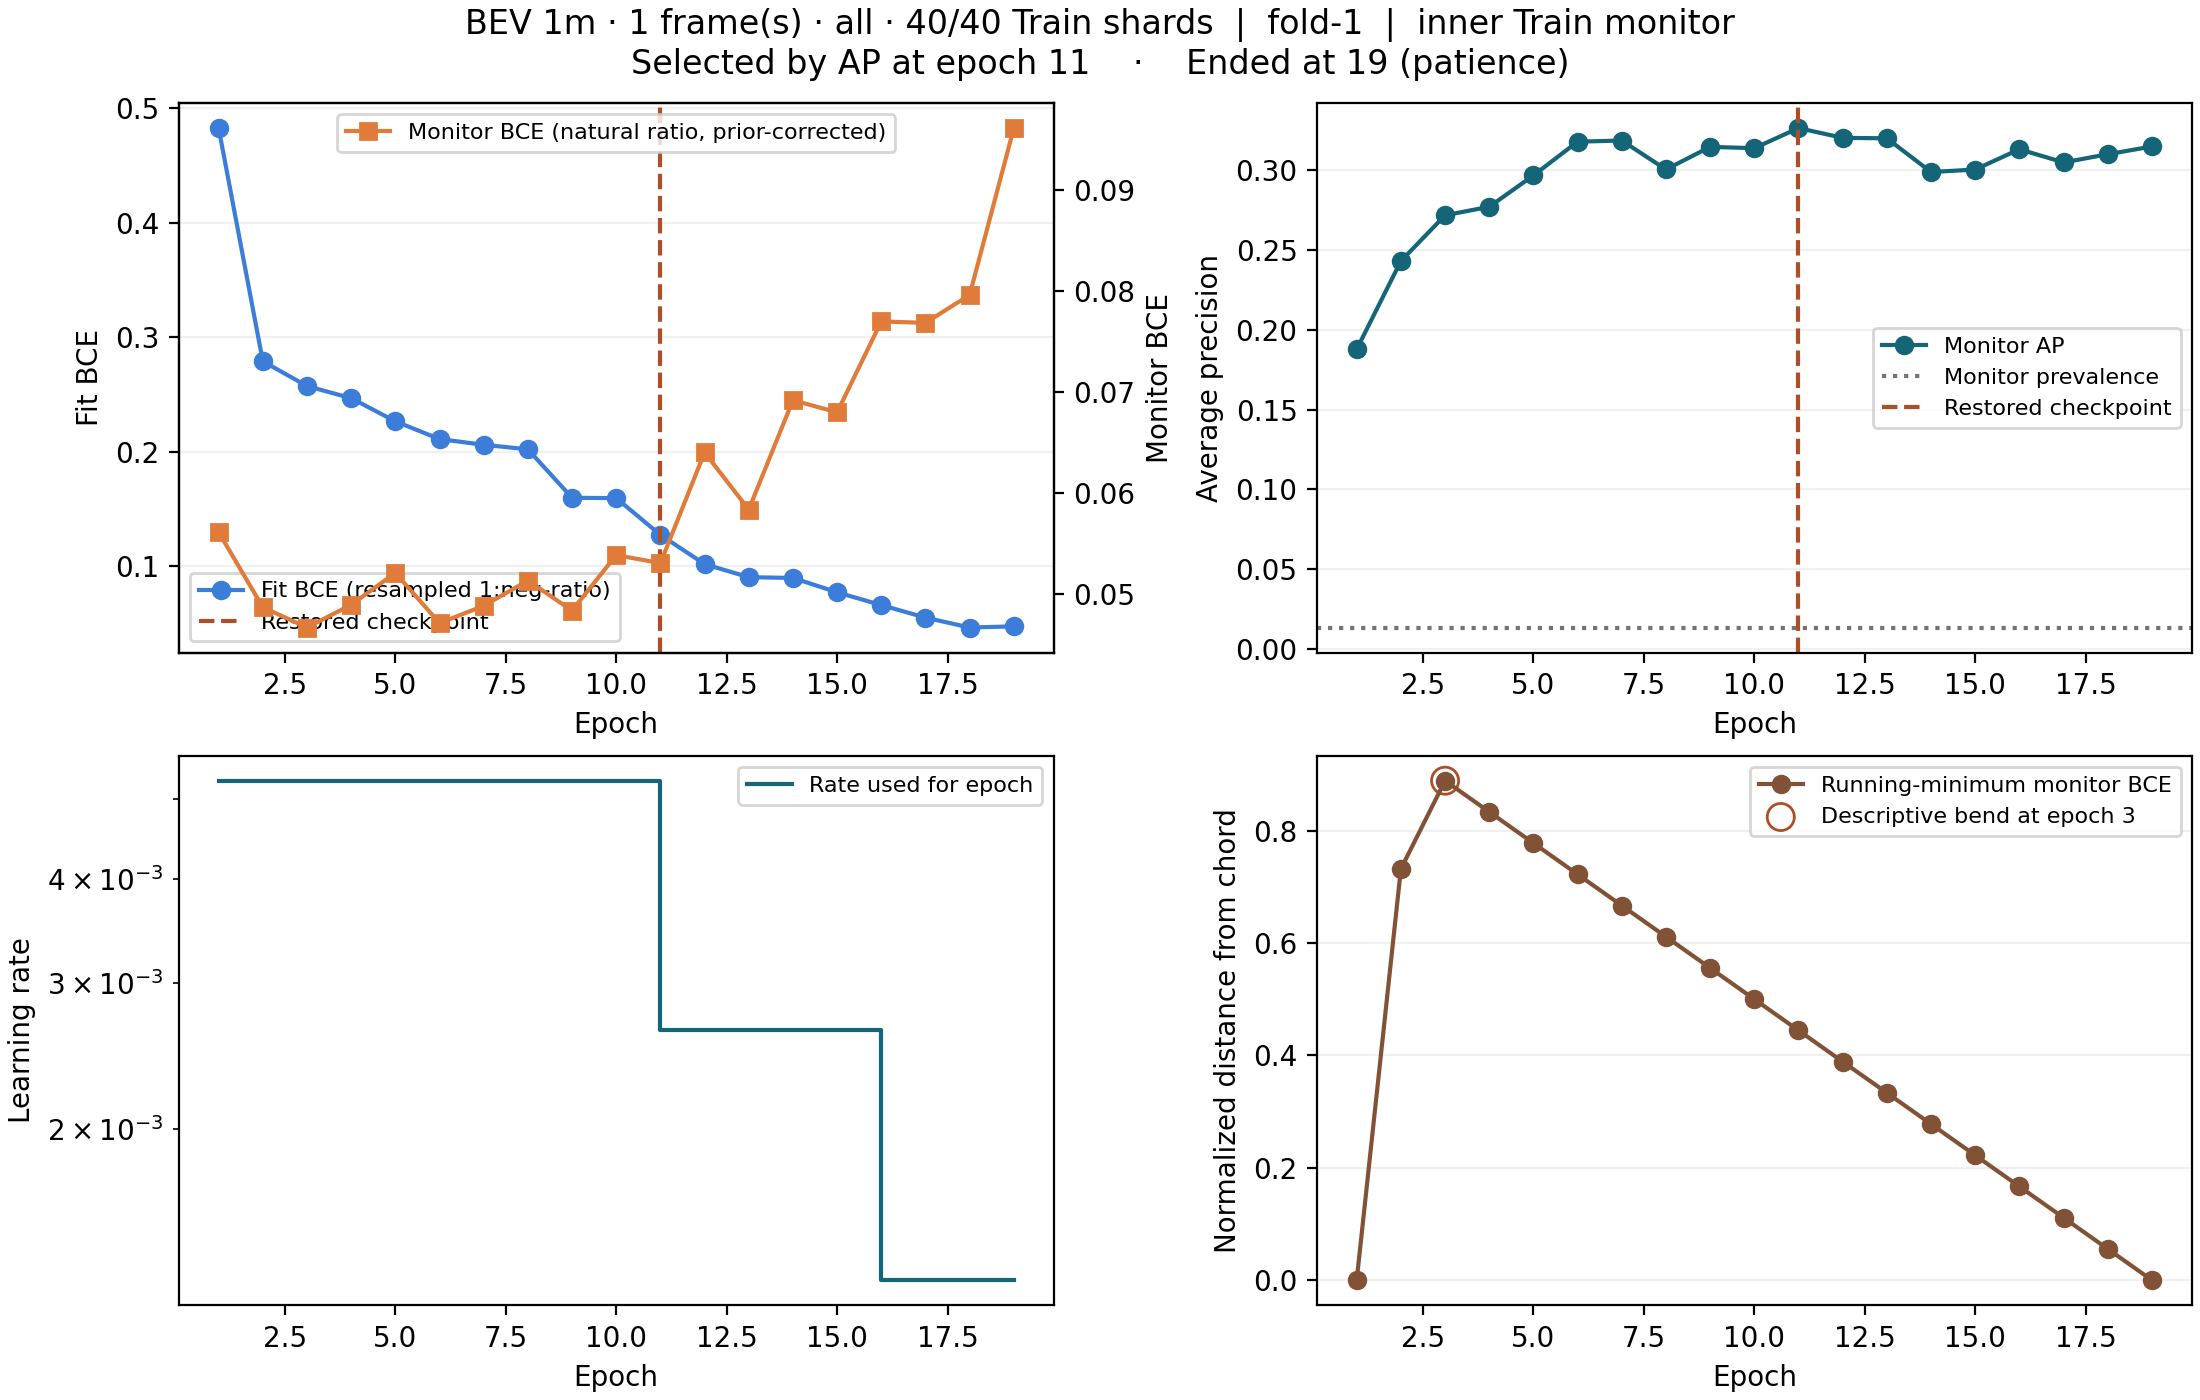 BEV 1m · 1 frame(s) · all · 40/40 Train shards | fold-1 | inner Train monitor
Selected by AP at epoch 11 · Ended at 19 (patience)
Fit BCE
0.5
0.4
0.3
0.2
0.1
Monitor BCE (natural ratio, prior-corrected)
Fit BCE (resampled 1:neg-ratio)
Restored checkpoint
0.09
0.08
0.07
0.06
0.05
Monitor BCE
2.5 5.0 7.5 10.0 12.5 15.0 17.5
Epoch
Average precision
0.30
0.25
0.20
0.15
0.10
0.05
0.00
Monitor AP
Monitor prevalence
Restored checkpoint
2.5 5.0 7.5 10.0 12.5 15.0 17.5
Epoch
Learning rate
4 × 10⁻³
3 × 10⁻³
2 × 10⁻³
Rate used for epoch
2.5 5.0 7.5 10.0 12.5 15.0 17.5
Epoch
Normalized distance from chord
0.8
0.6
0.4
0.2
0.0
Running-minimum monitor BCE
Descriptive bend at epoch 3
2.5 5.0 7.5 10.0 12.5 15.0 17.5
Epoch